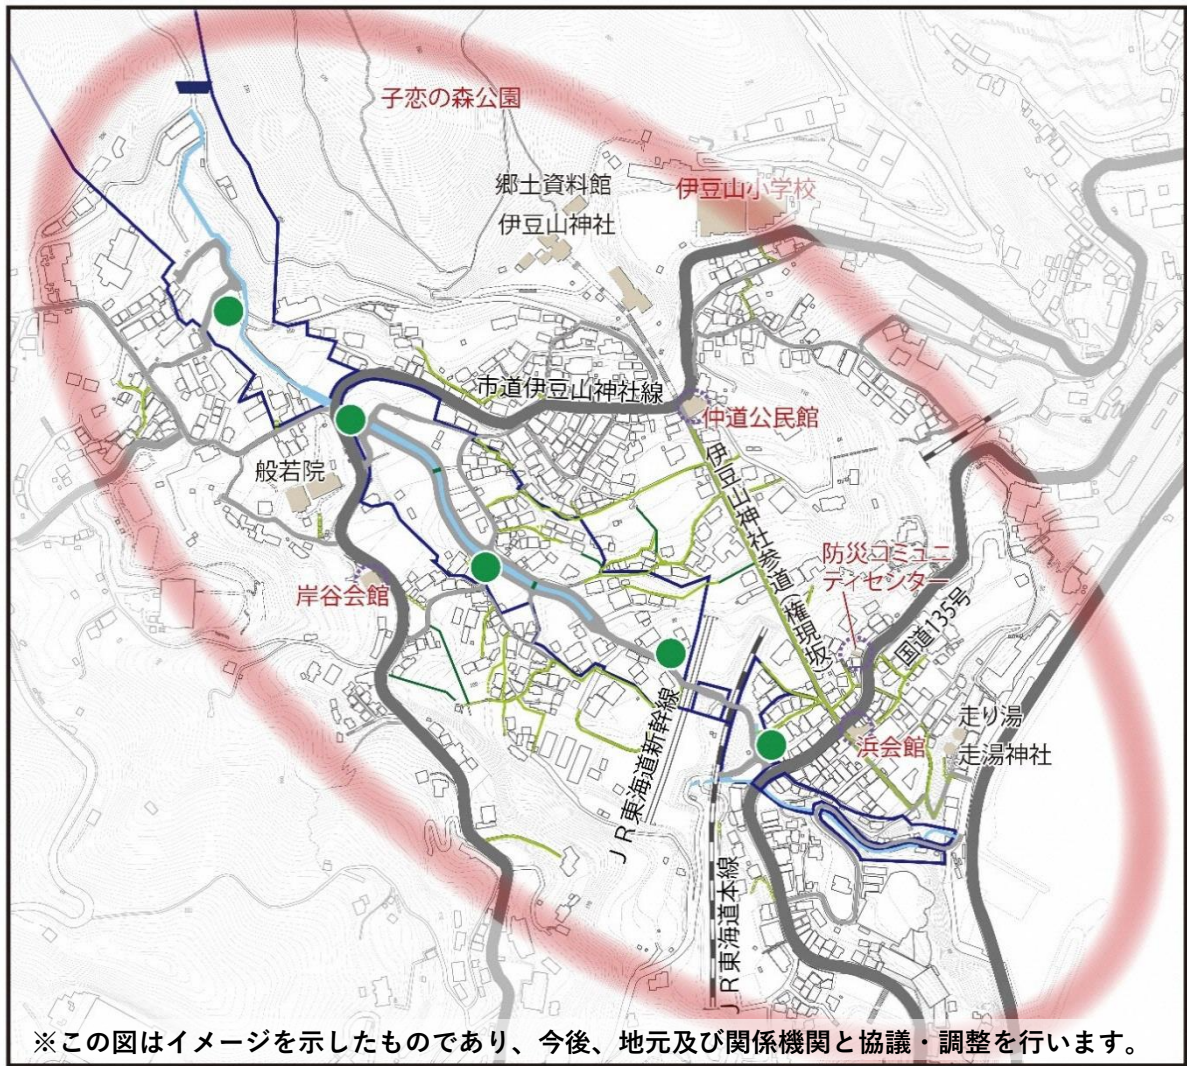 子恋の森公園
郷土資料館
伊豆山神社
伊豆山小学校
市道伊豆山神社線
仲道公民館
般若院
伊豆山神社参道(権現坂)
防災コミュニ
ティセンター
岸谷会館
国道135号
走り湯
走湯神社
浜会館
JR東海道新幹線
JR東海道本線
※この図はイメージを示したものであり、今後、地元及び関係機関と協議・調整を行います。